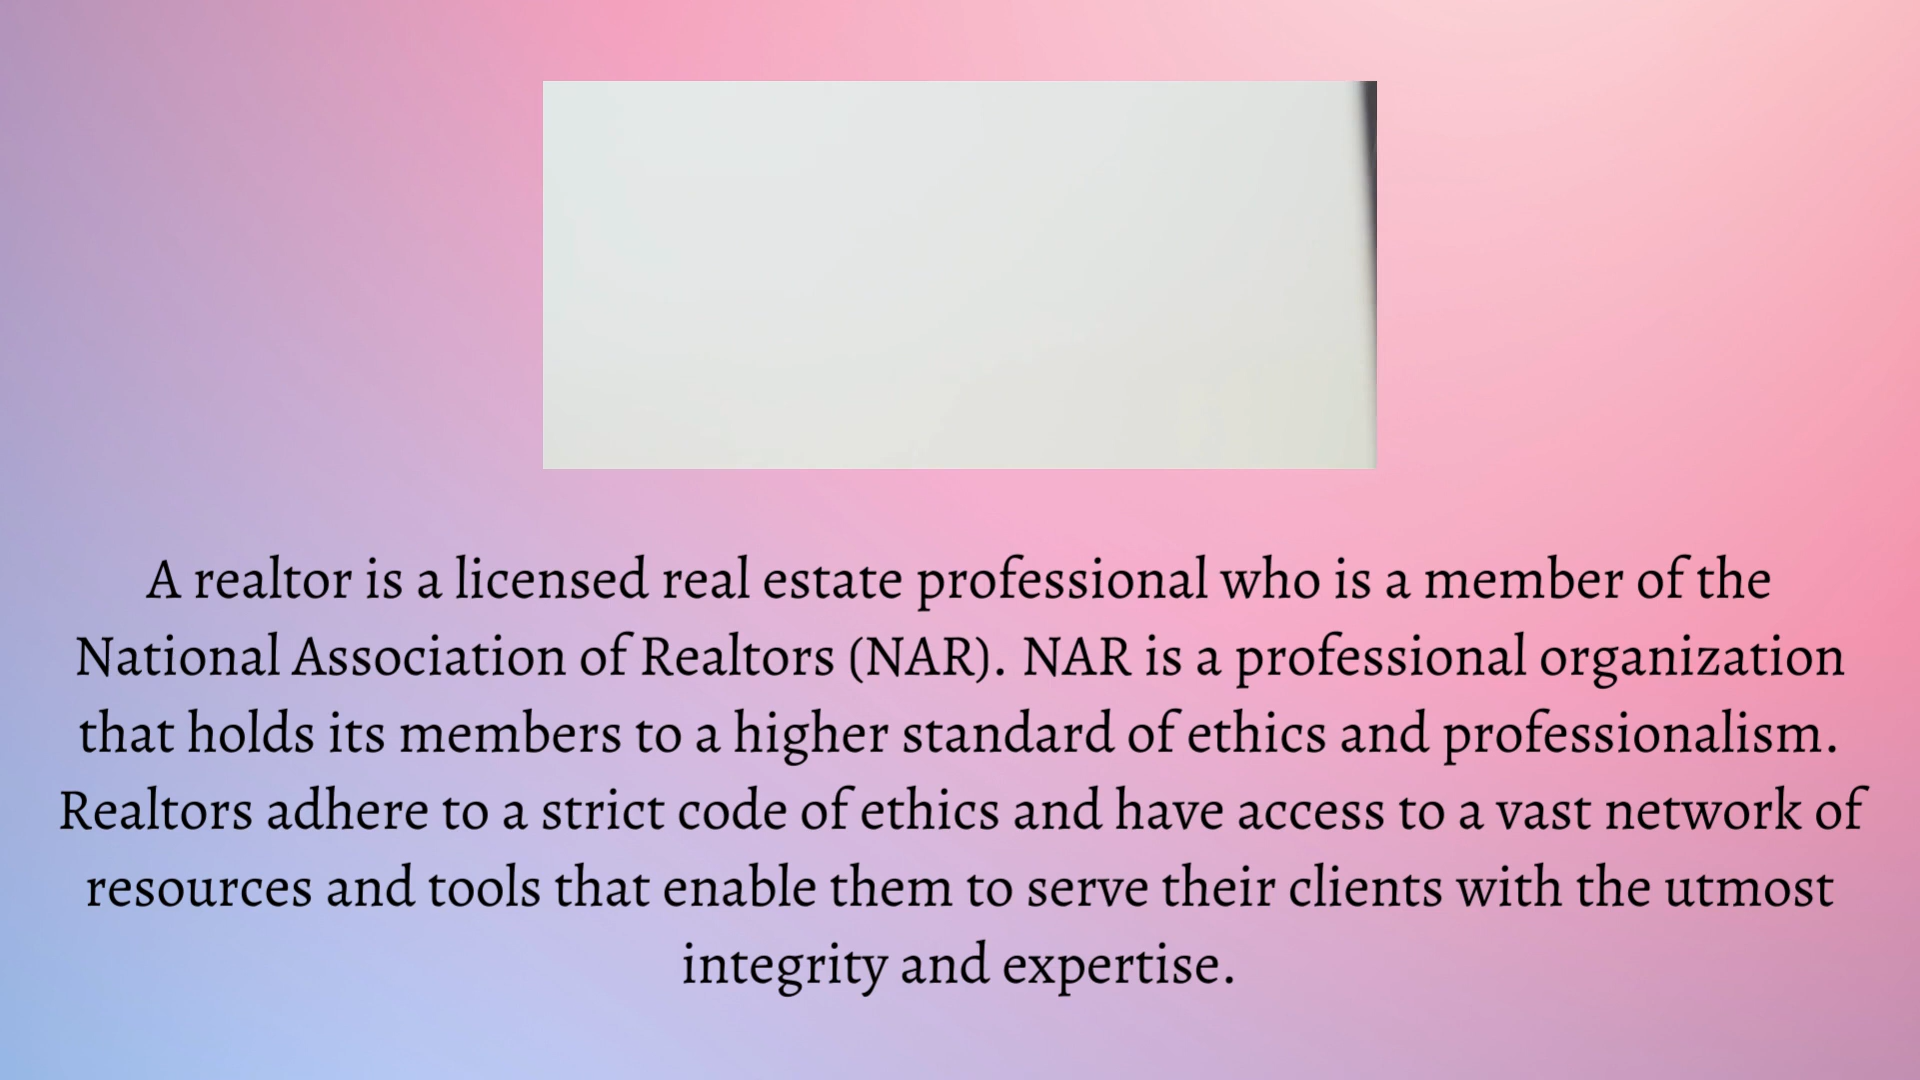 A realtor is a licensed real estate professional who is a member of the
National Association of Realtors (NAR). NAR is a professional organization
that holds its members to a higher standard of ethics and professionalism.
Realtors adhere to a strict code of ethics and have access to a vast network of
resources and tools that enable them to serve their clients with the utmost
integrity and expertise.